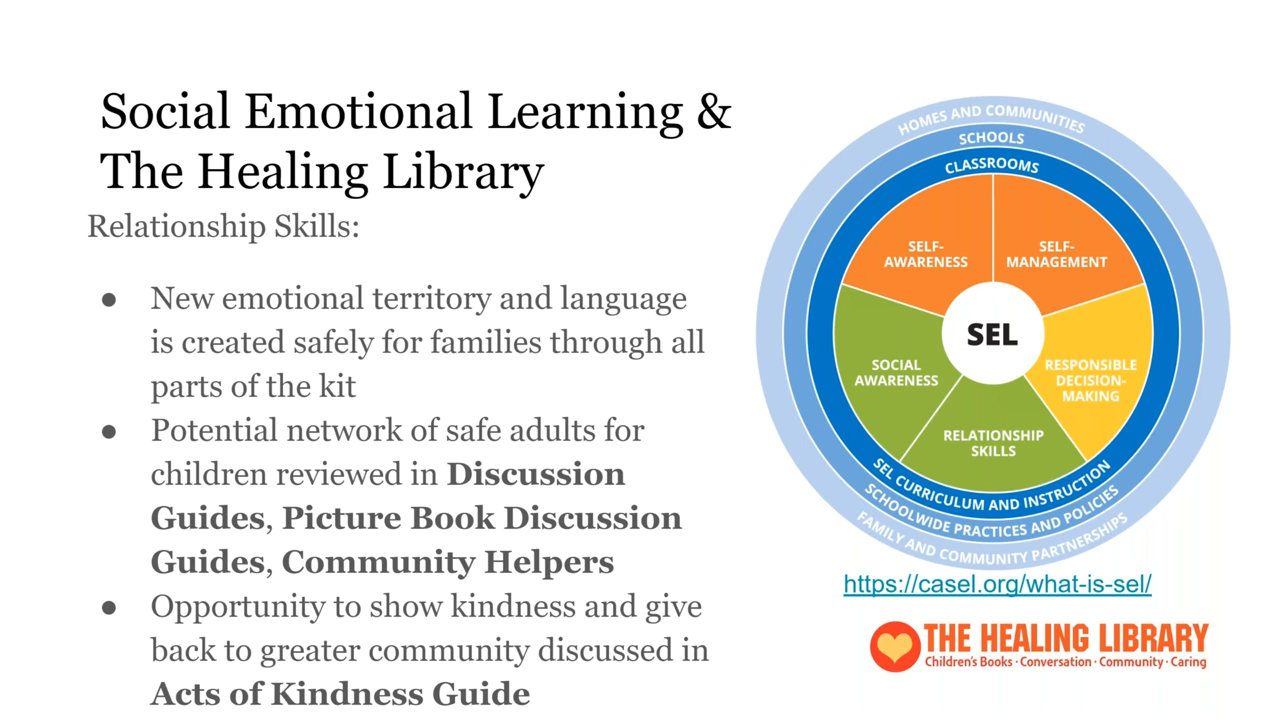 Social Emotional Learning &
The Healing Library
Relationship Skills:
● New emotional territory and language
is created safely for families through all
parts of the kit
● Potential network of safe adults for
children reviewed in Discussion
Guides, Picture Book Discussion
Guides, Community Helpers
● Opportunity to show kindness and give
back to greater community discussed in
Acts of Kindness Guide
HOMES AND COMMUNITIES
SCHOOLS
CLASSROOMS
SELF-
AWARENESS
SELF-
MANAGEMENT
SEL
SOCIAL
AWARENESS
RESPONSIBLE
DECISION-
MAKING
RELATIONSHIP
SKILLS
SEL CURRICULUM AND INSTRUCTION
SCHOOLWIDE PRACTICES AND POLICIES
FAMILY AND COMMUNITY PARTNERSHIPS
https://casel.org/what-is-sel/
THE HEALING LIBRARY
Children's Books · Conversation · Community · Caring